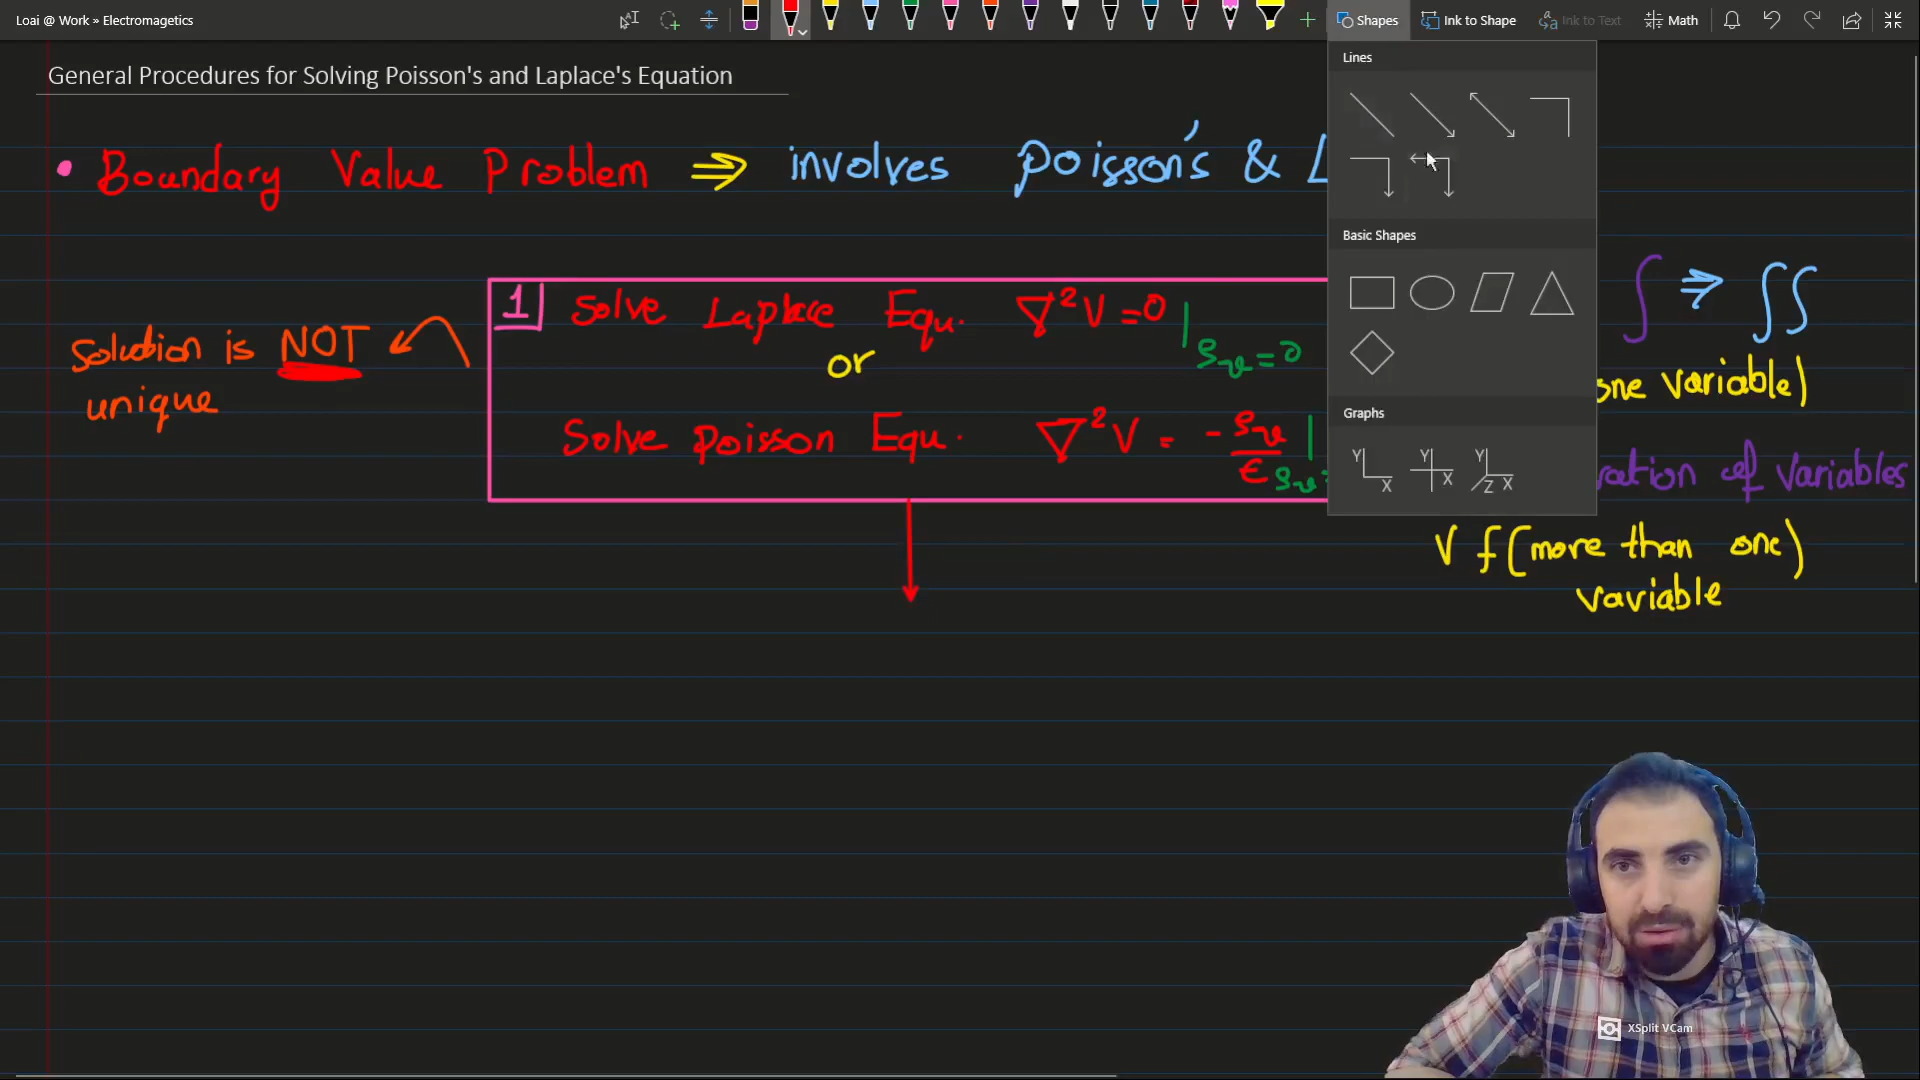 Loai @ Work » Electromagetics
Shapes
Ink to Shape
Ink to Text
Math
General Procedures for Solving Poisson's and Laplace's Equation
Lines
• Boundary Value Problem ⇒ involves poisson's & L
Basic Shapes
1 Solve Laplace Equ. ∇²V = 0 | ρv = 0
∫ ⇒ ∫∫
Solution is NOT
unique
or
one variable)
Graphs
Y X Y X Y Z X
Solve poisson Equ. ∇²V = - ρv/ε | ρv
ration of variables
V f(more than one)
variable
XSplit VCam